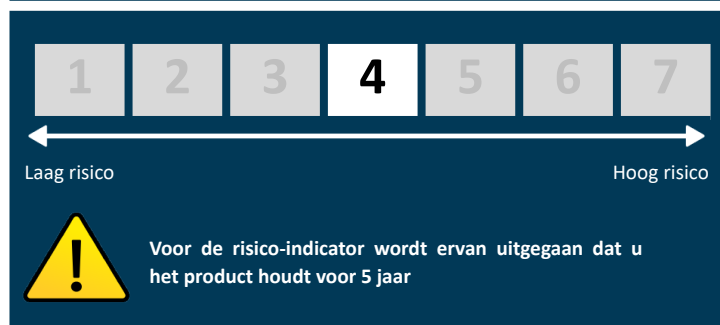 1 2 3 4 5 6 7
Laag risico Hoog risico
Voor de risico-indicator wordt ervan uitgegaan dat u
het product houdt voor 5 jaar